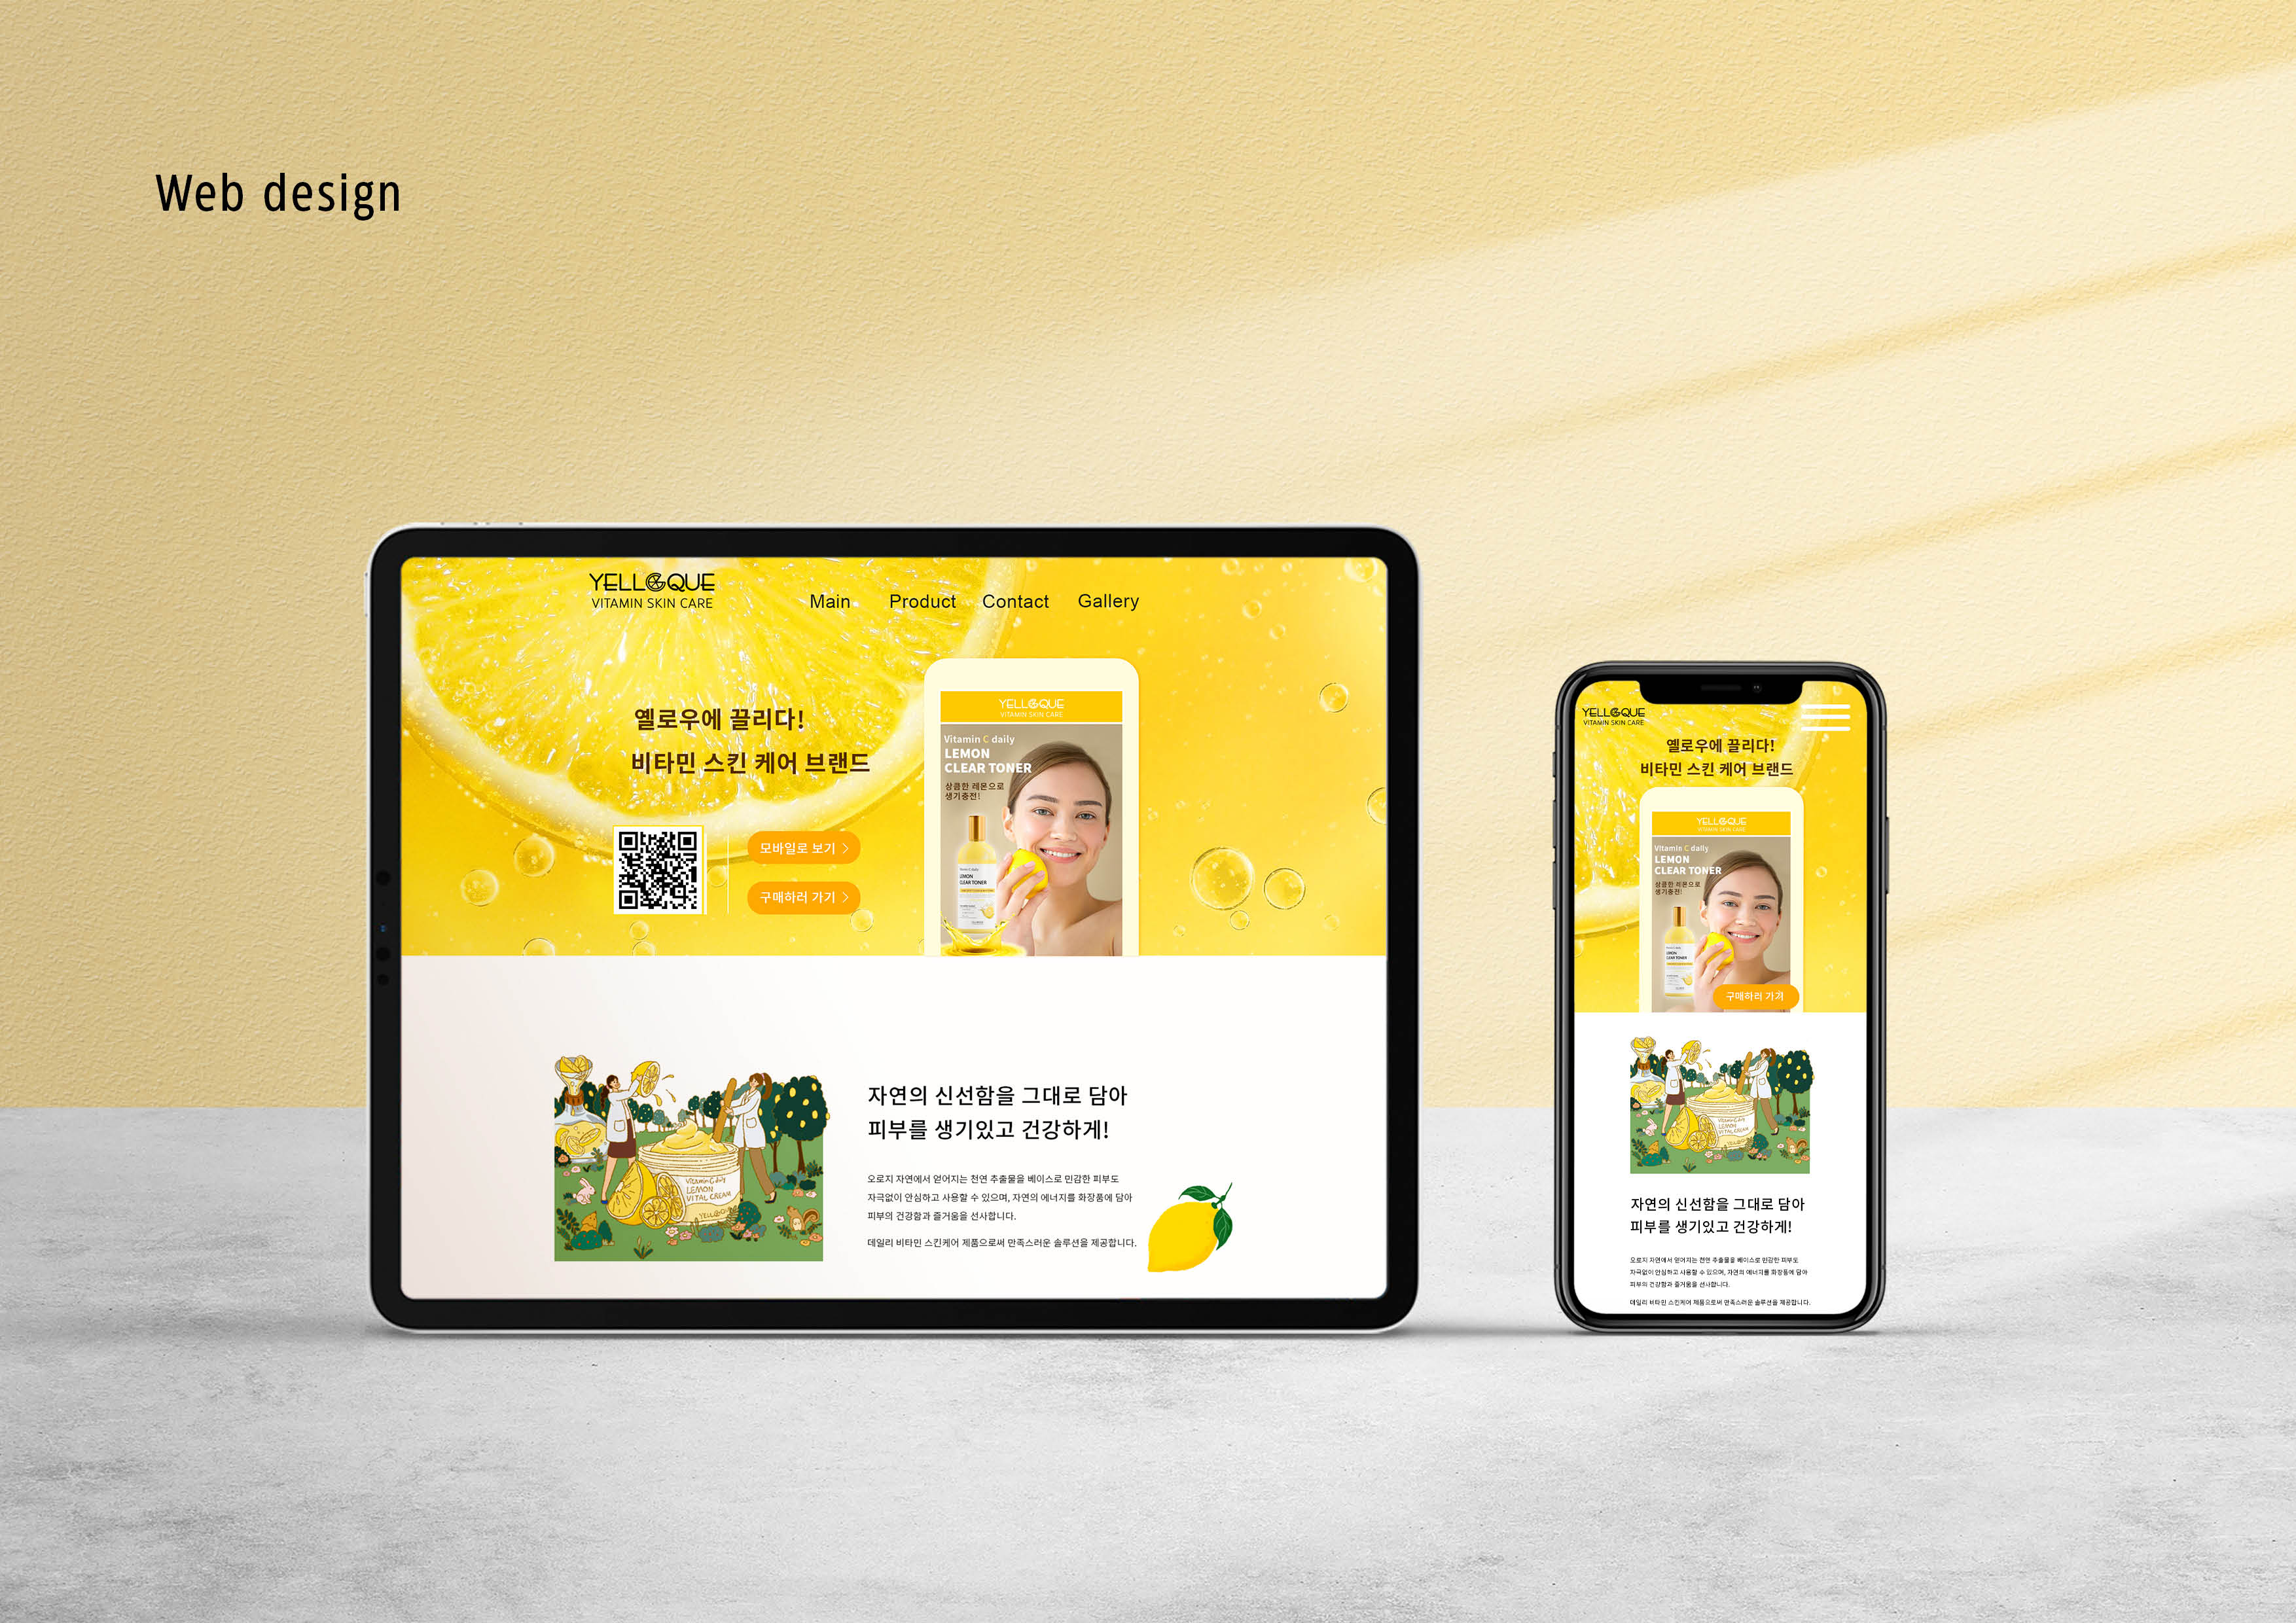 Web design
YELLOQUE
VITAMIN SKIN CARE
Main Product Contact Gallery
옐로우에 끌리다!
비타민 스킨 케어 브랜드
모바일로 보기
구매하러 가기
YELLOQUE
VITAMIN SKIN CARE
Vitamin C daily
LEMON
CLEAR TONER
상큼한 레몬으로
생기충전!
LEMON
CLEAR TONER
Vitamin C daily
LEMON
VITAL CREAM
YELLOQUE
자연의 신선함을 그대로 담아
피부를 생기있고 건강하게!
오로지 자연에서 얻어지는 천연 추출물을 베이스로 민감한 피부도
자극없이 안심하고 사용할 수 있으며, 자연의 에너지를 화장품에 담아
피부의 건강함과 즐거움을 선사합니다.
데일리 비타민 스킨케어 제품으로써 만족스러운 솔루션을 제공합니다.
YELLOQUE
VITAMIN SKIN CARE
옐로우에 끌리다!
비타민 스킨 케어 브랜드
YELLOQUE
VITAMIN SKIN CARE
Vitamin C daily
LEMON
CLEAR TONER
상큼한 레몬으로
생기충전!
LEMON
CLEAR TONER
구매하러 가기
LEMON
VITAL CREAM
자연의 신선함을 그대로 담아
피부를 생기있고 건강하게!
오로지 자연에서 얻어지는 천연 추출물을 베이스로 민감한 피부도
자극없이 안심하고 사용할 수 있으며, 자연의 에너지를 화장품에 담아
피부의 건강함과 즐거움을 선사합니다.
데일리 비타민 스킨케어 제품으로써 만족스러운 솔루션을 제공합니다.